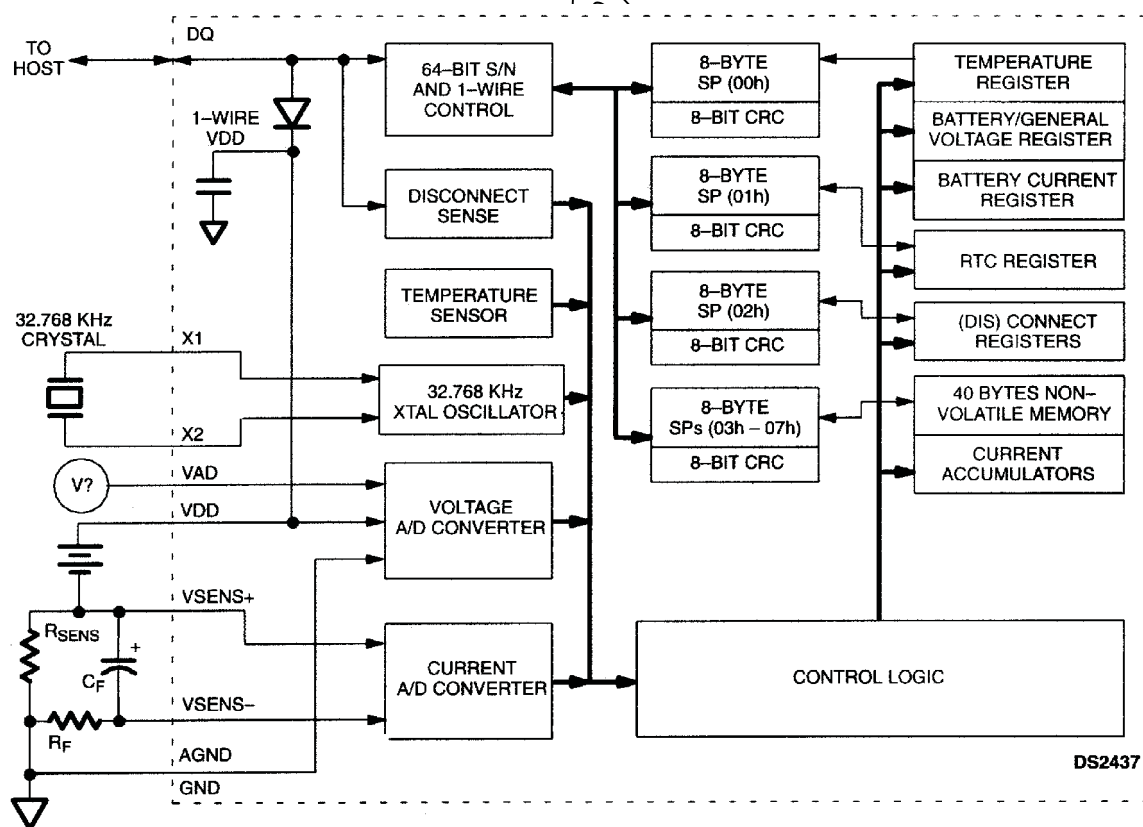 DQ
TO
HOST
64–BIT S/N
AND 1–WIRE
CONTROL
8–BYTE
SP (00h)
8–BIT CRC
TEMPERATURE
REGISTER
BATTERY/GENERAL
VOLTAGE REGISTER
BATTERY CURRENT
REGISTER
1–WIRE
VDD
DISCONNECT
SENSE
8–BYTE
SP (01h)
8–BIT CRC
RTC REGISTER
TEMPERATURE
SENSOR
8–BYTE
SP (02h)
8–BIT CRC
(DIS) CONNECT
REGISTERS
32.768 KHz
CRYSTAL
X1
X2
32.768 KHz
XTAL OSCILLATOR
8–BYTE
SPs (03h – 07h)
8–BIT CRC
40 BYTES NON–
VOLATILE MEMORY
CURRENT
ACCUMULATORS
V?
VAD
VDD
VOLTAGE
A/D CONVERTER
VSENS+
RSENS
+
CF
CURRENT
A/D CONVERTER
CONTROL LOGIC
VSENS–
RF
AGND
GND
DS2437